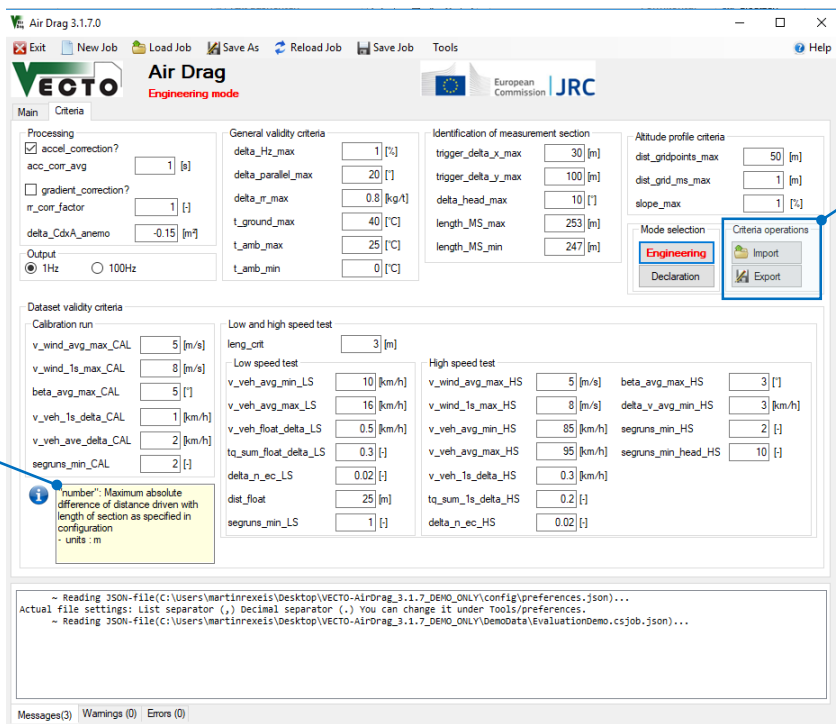 Air Drag 3.1.7.0
Exit New Job Load Job Save As Reload Job Save Job Tools Help
VECTO
Air Drag
Engineering mode
European
Commission
JRC
Main Criteria
Processing
accel_correction?
acc_corr_avg 1 [s]
gradient_correction?
rr_corr_factor 1 [-]
delta_CdxA_anemo -0.15 [m²]
Output
1Hz 100Hz
General validity criteria
delta_Hz_max 1 [%]
delta_parallel_max 20 [°]
delta_rr_max 0.8 [kg/t]
t_ground_max 40 [°C]
t_amb_max 25 [°C]
t_amb_min 0 [°C]
Identification of measurement section
trigger_delta_x_max 30 [m]
trigger_delta_y_max 100 [m]
delta_head_max 10 [°]
length_MS_max 253 [m]
length_MS_min 247 [m]
Altitude profile criteria
dist_gridpoints_max 50 [m]
dist_grid_ms_max 1 [m]
slope_max 1 [%]
Mode selection
Engineering
Declaration
Criteria operations
Import
Export
Dataset validity criteria
Calibration run
v_wind_avg_max_CAL 5 [m/s]
v_wind_1s_max_CAL 8 [m/s]
beta_avg_max_CAL 5 [°]
v_veh_1s_delta_CAL 1 [km/h]
v_veh_ave_delta_CAL 2 [km/h]
segruns_min_CAL 2 [-]
"number": Maximum absolute
difference of distance driven with
length of section as specified in
configuration
- units : m
Low and high speed test
leng_crit 3 [m]
Low speed test
v_veh_avg_min_LS 10 [km/h]
v_veh_avg_max_LS 16 [km/h]
v_veh_float_delta_LS 0.5 [km/h]
tq_sum_float_delta_LS 0.3 [-]
delta_n_ec_LS 0.02 [-]
dist_float 25 [m]
segruns_min_LS 1 [-]
High speed test
v_wind_avg_max_HS 5 [m/s]
v_wind_1s_max_HS 8 [m/s]
v_veh_avg_min_HS 85 [km/h]
v_veh_avg_max_HS 95 [km/h]
v_veh_1s_delta_HS 0.3 [km/h]
tq_sum_1s_delta_HS 0.2 [-]
delta_n_ec_HS 0.02 [-]
beta_avg_max_HS 3 [°]
delta_v_avg_min_HS 3 [km/h]
segruns_min_HS 2 [-]
segruns_min_head_HS 10 [-]
~ Reading JSON-file(C:\Users\martinrexeis\Desktop\VECTO-AirDrag_3.1.7_DEMO_ONLY\config\preferences.json)...
Actual file settings: List separator (,) Decimal separator (.) You can change it under Tools/preferences.
~ Reading JSON-file(C:\Users\martinrexeis\Desktop\VECTO-AirDrag_3.1.7_DEMO_ONLY\DemoData\EvaluationDemo.csjob.json)...
Messages(3) Warnings (0) Errors (0)